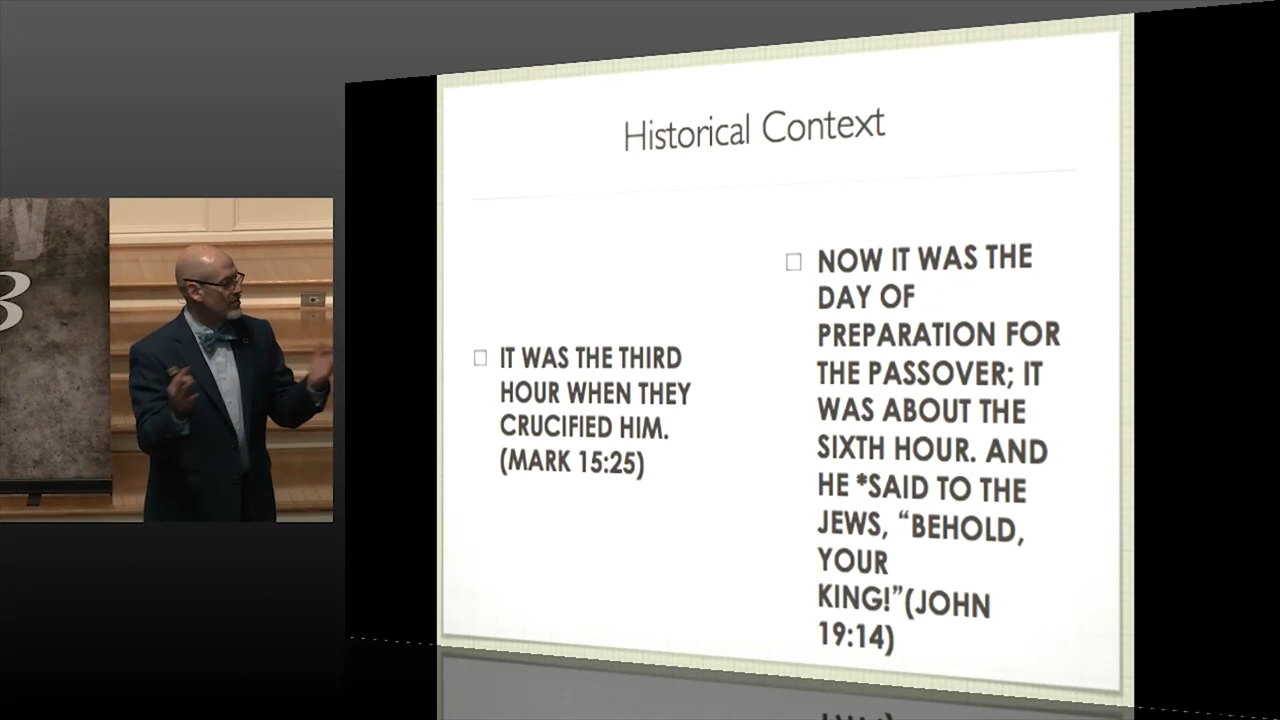 Historical Context
IT WAS THE THIRD
HOUR WHEN THEY
CRUCIFIED HIM.
(MARK 15:25)
NOW IT WAS THE
DAY OF
PREPARATION FOR
THE PASSOVER; IT
WAS ABOUT THE
SIXTH HOUR. AND
HE *SAID TO THE
JEWS, “BEHOLD,
YOUR
KING!”(JOHN
19:14)